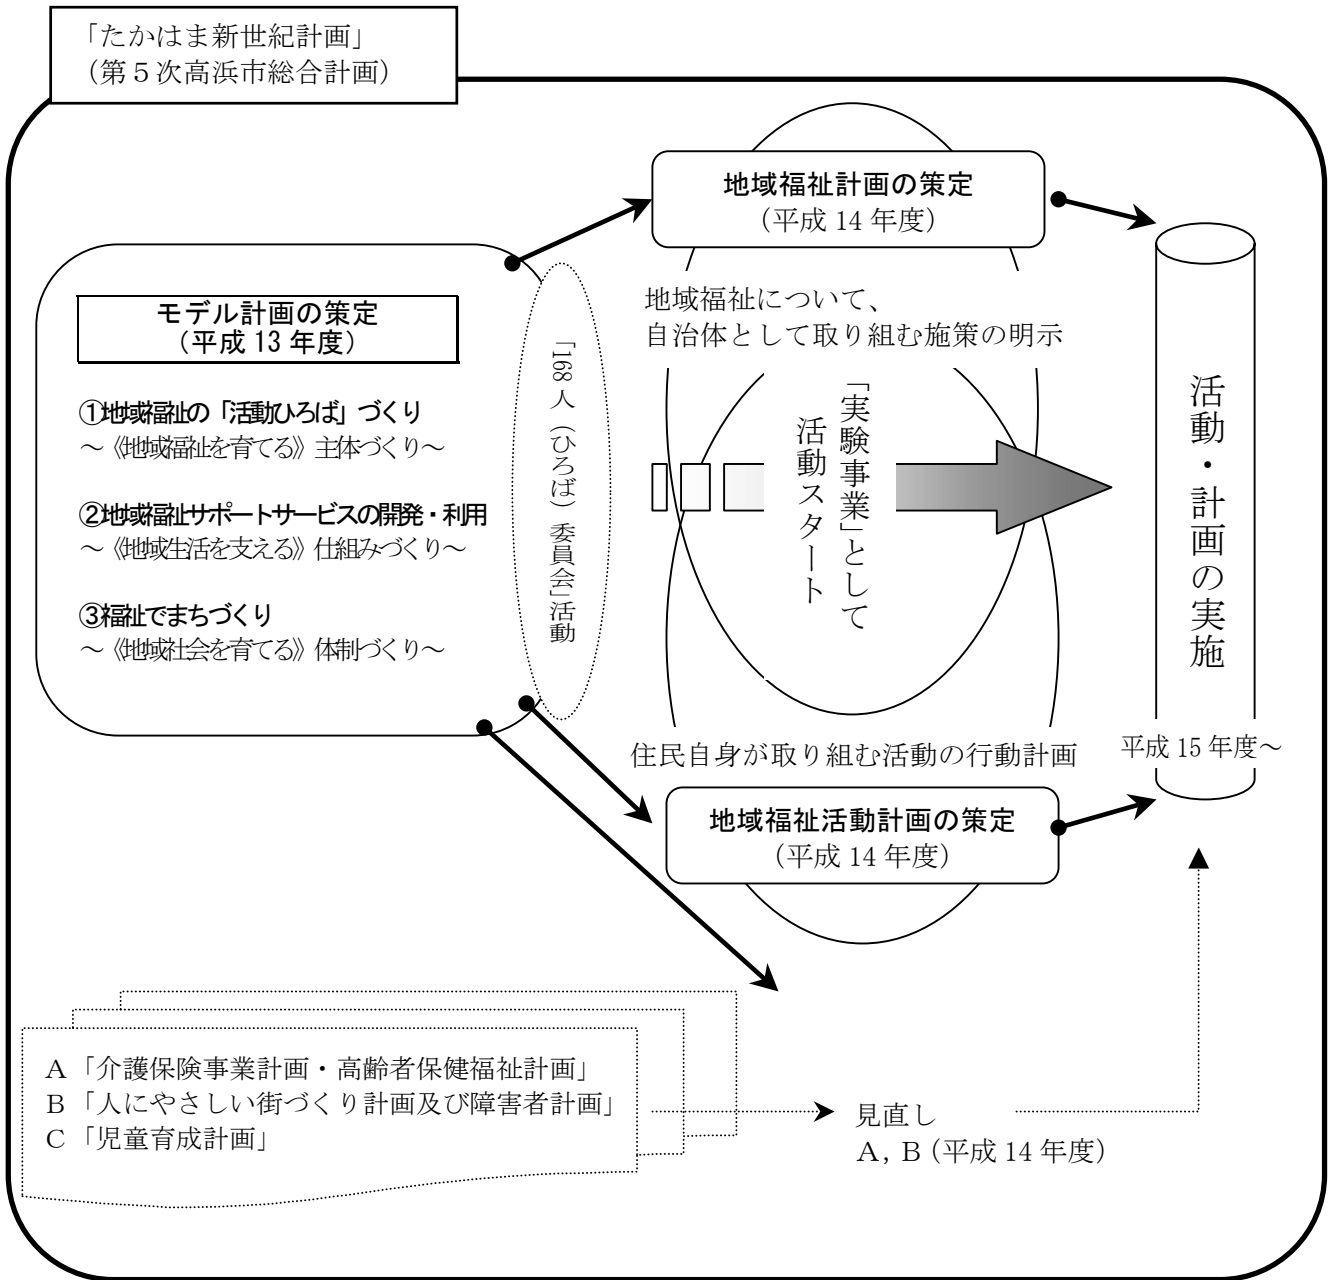 「たかはま新世紀計画」
（第５次高浜市総合計画）
地域福祉計画の策定
（平成 14 年度）
モデル計画の策定
（平成 13 年度）
①地域福祉の「活動ひろば」づくり
～《地域福祉を育てる》主体づくり～
②地域福祉サポートサービスの開発・利用
～《地域生活を支える》仕組みづくり～
③福祉でまちづくり
～《地域社会を育てる》体制づくり～
「168 人（ひろば）委員会」活動
地域福祉について、
自治体として取り組む施策の明示
「実験事業」として
活動スタート
活動・計画の実施
平成 15 年度～
住民自身が取り組む活動の行動計画
地域福祉活動計画の策定
（平成 14 年度）
Ａ「介護保険事業計画・高齢者保健福祉計画」
Ｂ「人にやさしい街づくり計画及び障害者計画」
Ｃ「児童育成計画」
見直し
Ａ，Ｂ（平成 14 年度）